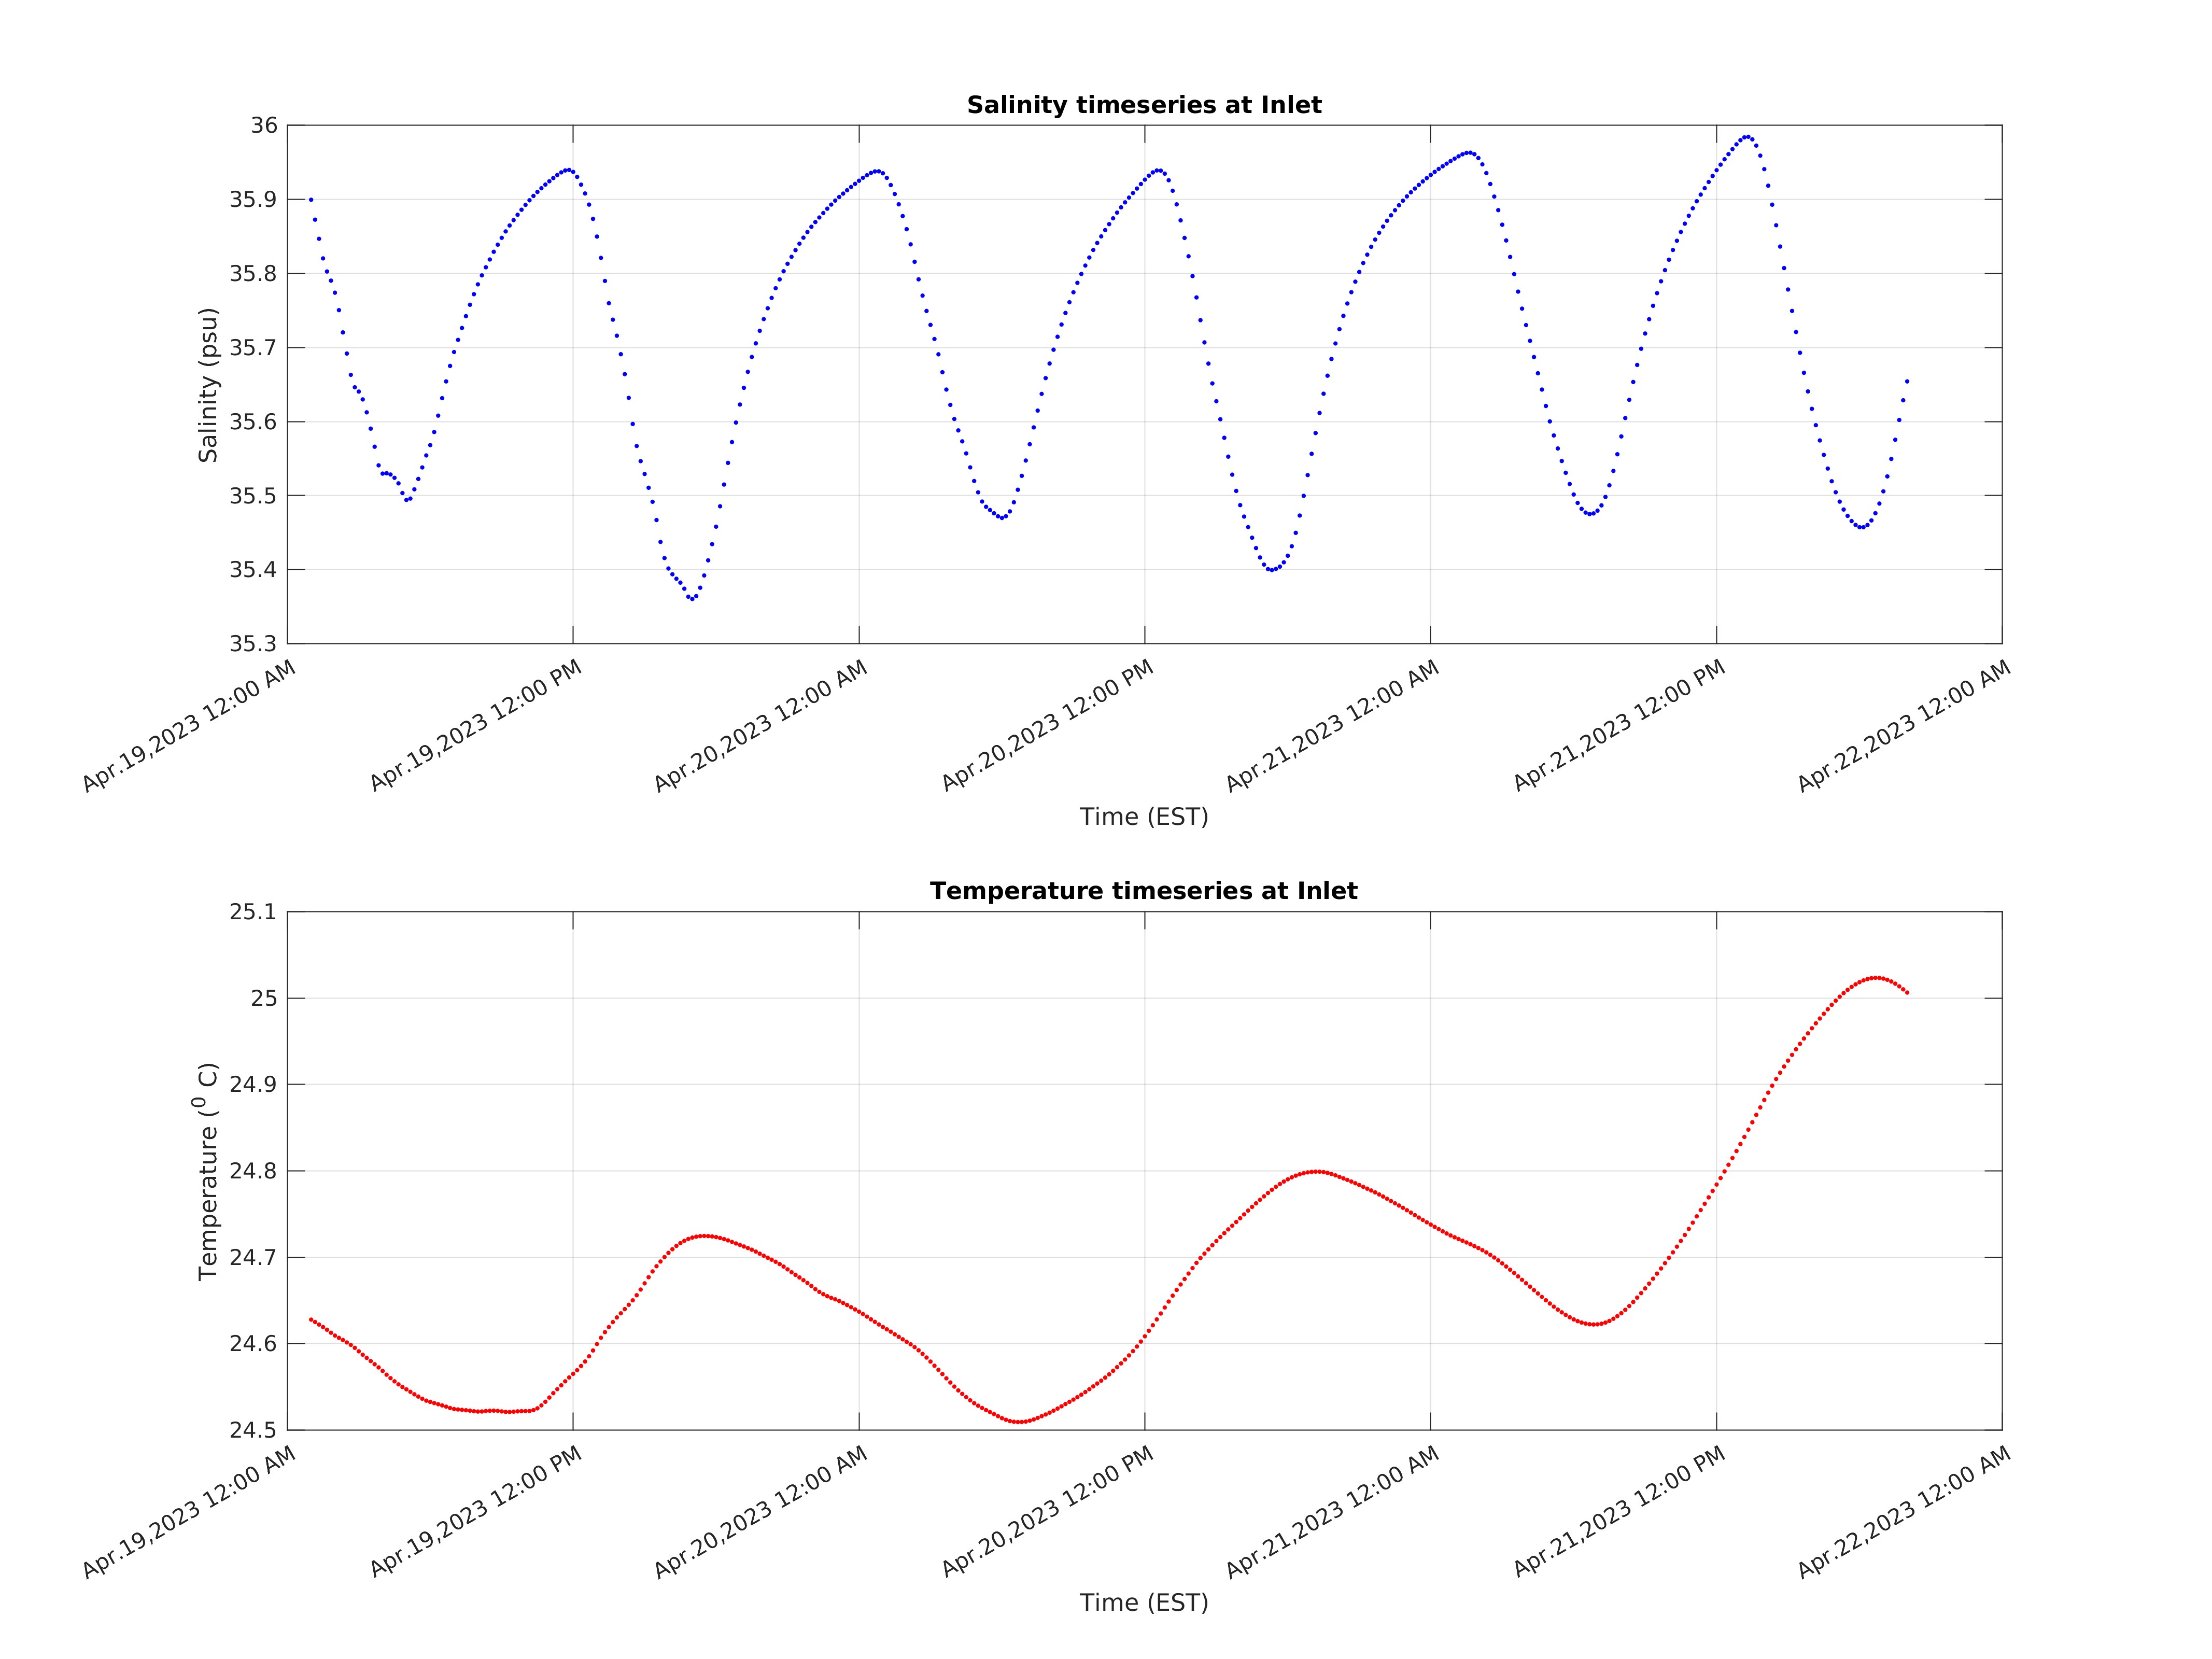 Salinity timeseries at Inlet
36
35.9
35.8
35.7
35.6
35.5
35.4
35.3
Salinity (psu)
Apr.19,2023 12:00 AM
Apr.19,2023 12:00 PM
Apr.20,2023 12:00 AM
Apr.20,2023 12:00 PM
Apr.21,2023 12:00 AM
Apr.21,2023 12:00 PM
Apr.22,2023 12:00 AM
Time (EST)
Temperature timeseries at Inlet
25.1
25
24.9
24.8
24.7
24.6
24.5
Temperature (⁰ C)
Apr.19,2023 12:00 AM
Apr.19,2023 12:00 PM
Apr.20,2023 12:00 AM
Apr.20,2023 12:00 PM
Apr.21,2023 12:00 AM
Apr.21,2023 12:00 PM
Apr.22,2023 12:00 AM
Time (EST)